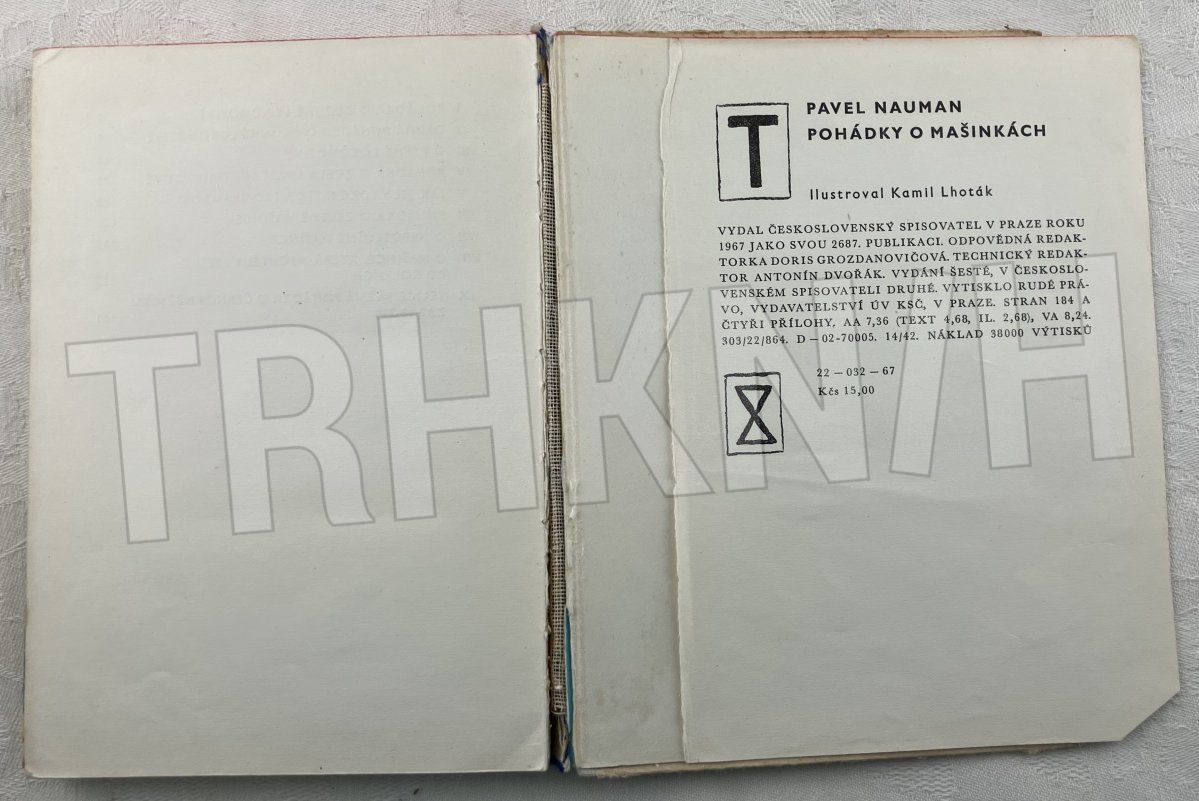 T
PAVEL NAUMAN
POHÁDKY O MAŠINKÁCH
Ilustroval Kamil Lhoták
VYDAL ČESKOSLOVENSKÝ SPISOVATEL V PRAZE ROKU
1967 JAKO SVOU 2687. PUBLIKACI. ODPOVĚDNÁ REDAK-
TORKA DORIS GROZDANOVIČOVÁ. TECHNICKÝ REDAK-
TOR ANTONÍN DVOŘÁK. VYDÁNÍ ŠESTÉ, V ČESKOSLO-
VENSKÉM SPISOVATELI DRUHÉ. VYTISKLO RUDÉ PRÁ-
VO, VYDAVATELSTVÍ ÚV KSČ, V PRAZE. STRAN 184 A
ČTYŘI PŘÍLOHY. AA 7,36 (TEXT 4,68, IL. 2,68), VA 8,24.
303/22/864. D — 02-70005. 14/42. NÁKLAD 38000 VÝTISKŮ
22 — 032 — 67
Kčs 15,00
TRHKNIH